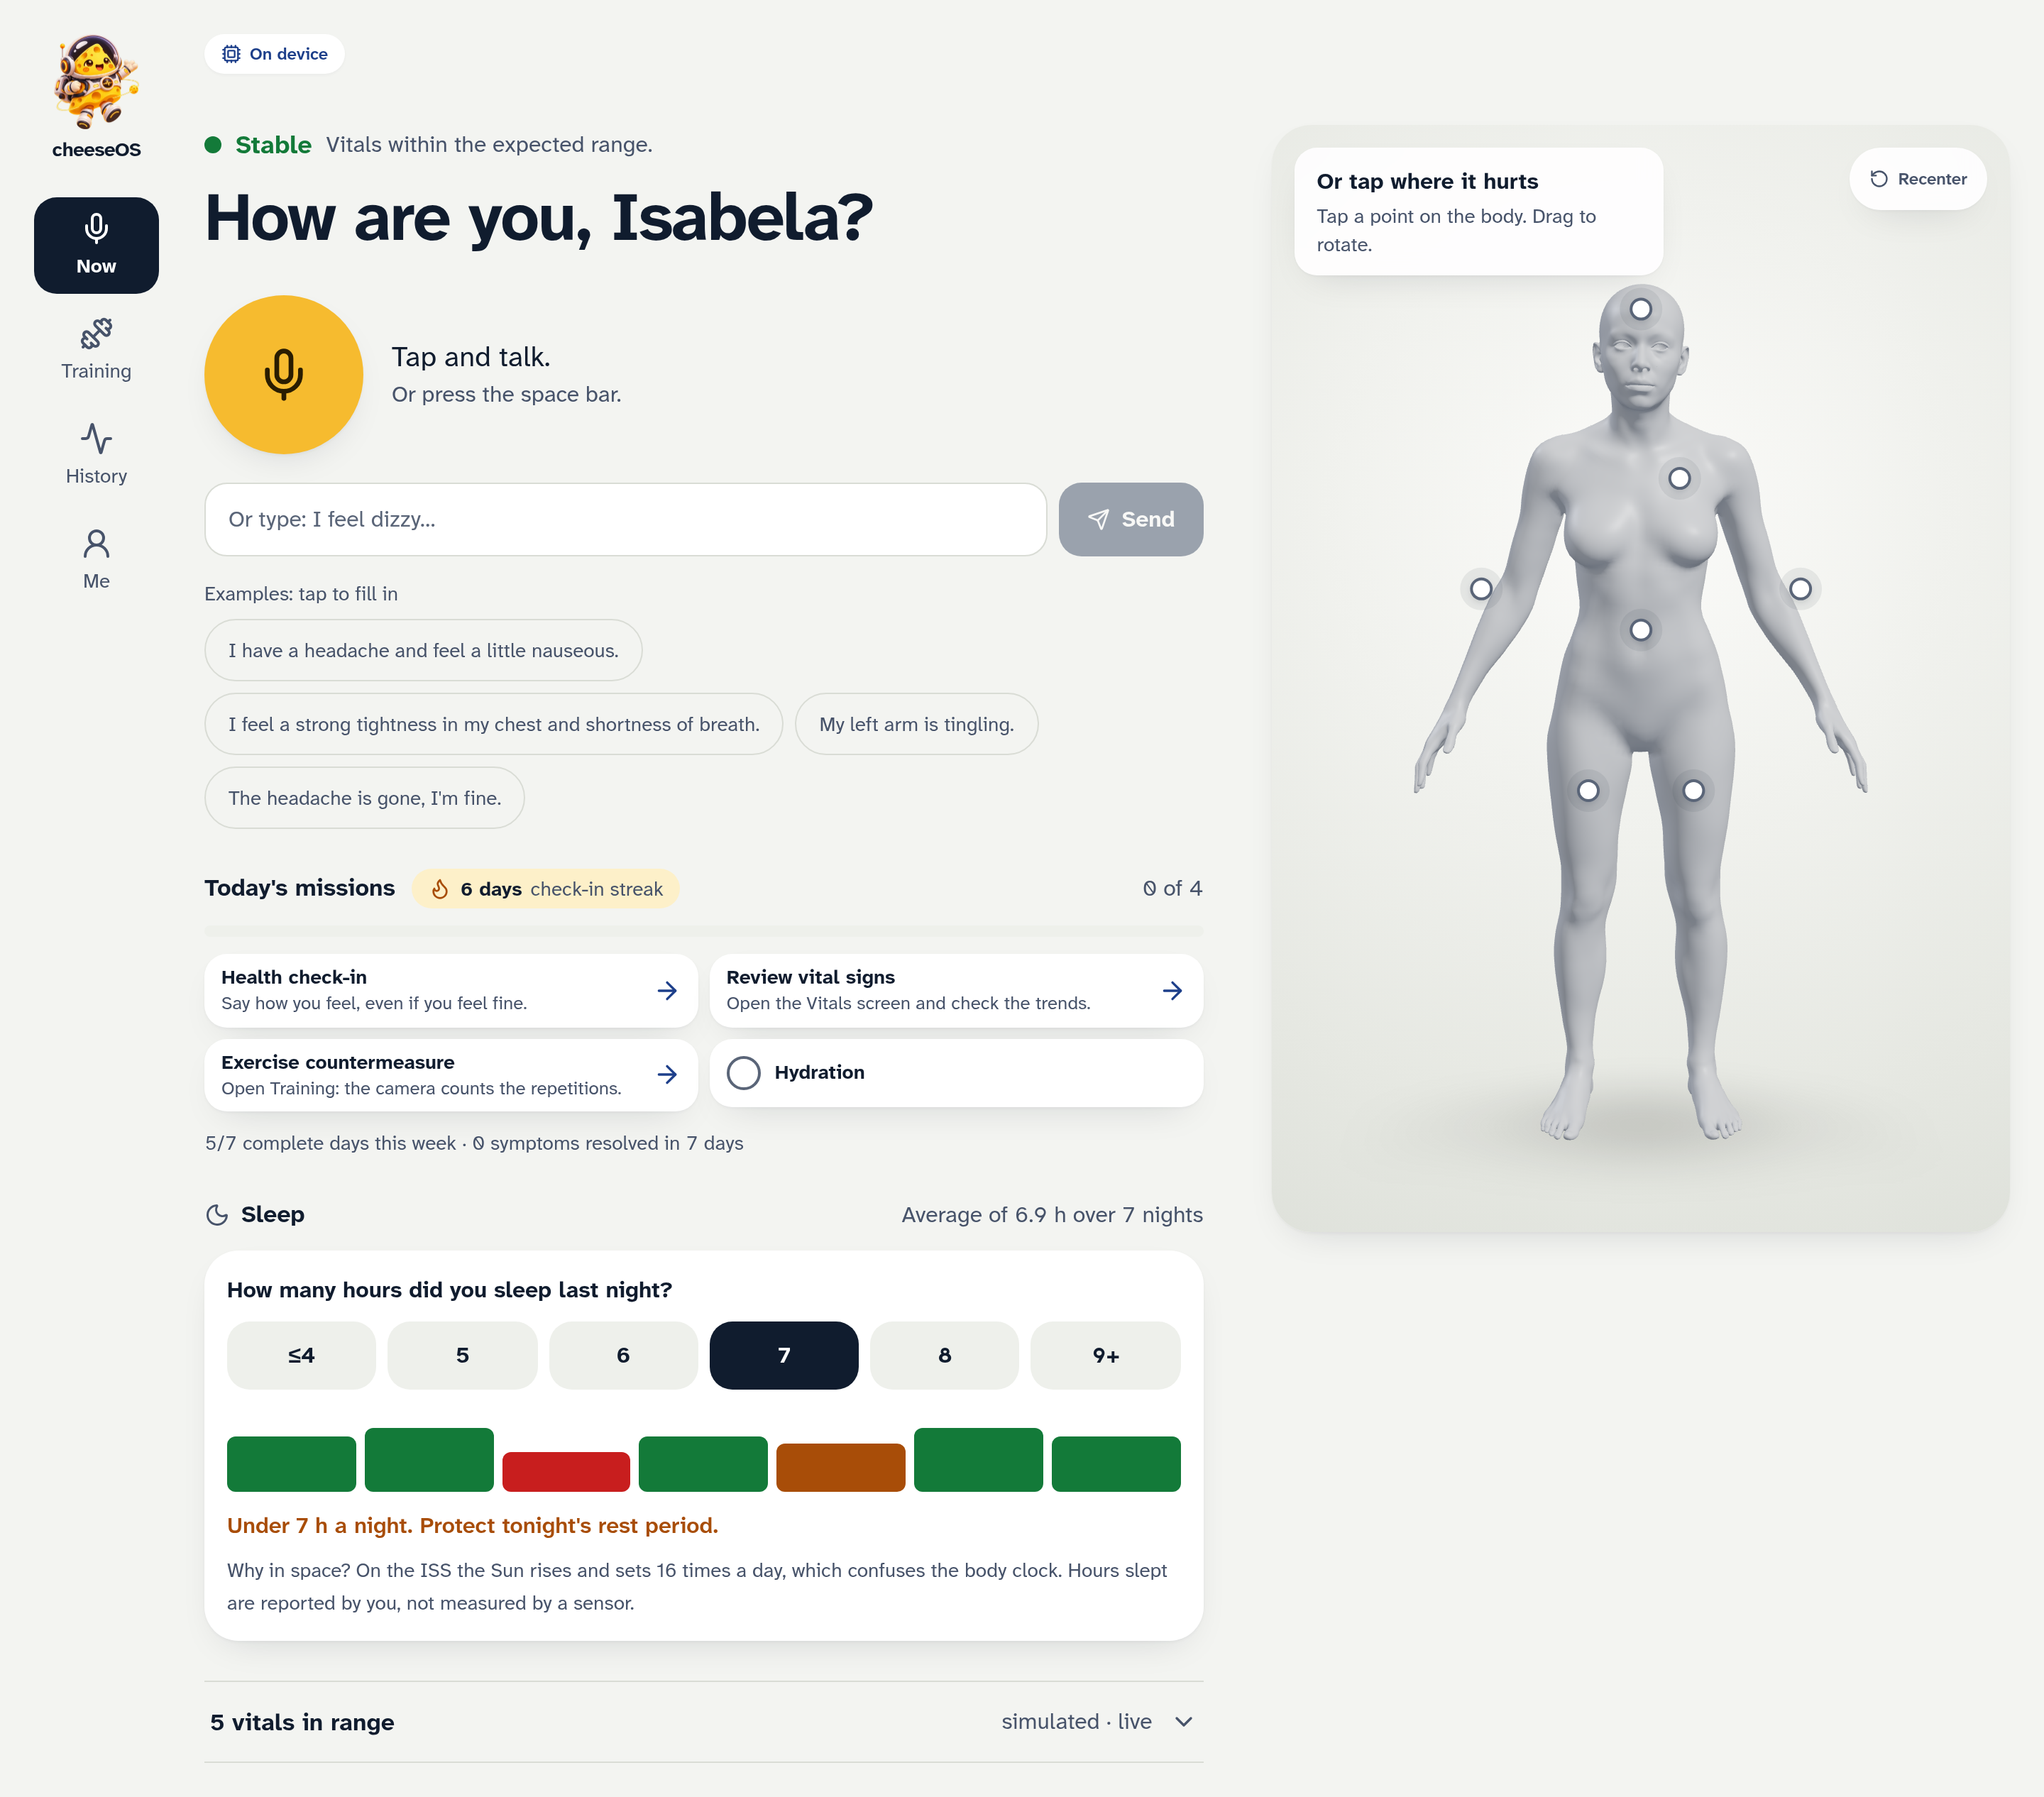 cheeseOS
Now
Training
History
Me
On device
Stable Vitals within the expected range.
How are you, Isabela?
Tap and talk.
Or press the space bar.
Or type: I feel dizzy...
Send
Examples: tap to fill in
I have a headache and feel a little nauseous.
I feel a strong tightness in my chest and shortness of breath.
My left arm is tingling.
The headache is gone, I'm fine.
Today's missions
6 days check-in streak
0 of 4
Health check-in
Say how you feel, even if you feel fine.
Review vital signs
Open the Vitals screen and check the trends.
Exercise countermeasure
Open Training: the camera counts the repetitions.
Hydration
5/7 complete days this week · 0 symptoms resolved in 7 days
Sleep
Average of 6.9 h over 7 nights
How many hours did you sleep last night?
≤4
5
6
7
8
9+
Under 7 h a night. Protect tonight's rest period.
Why in space? On the ISS the Sun rises and sets 16 times a day, which confuses the body clock. Hours slept
are reported by you, not measured by a sensor.
5 vitals in range
simulated · live
Or tap where it hurts
Tap a point on the body. Drag to
rotate.
Recenter